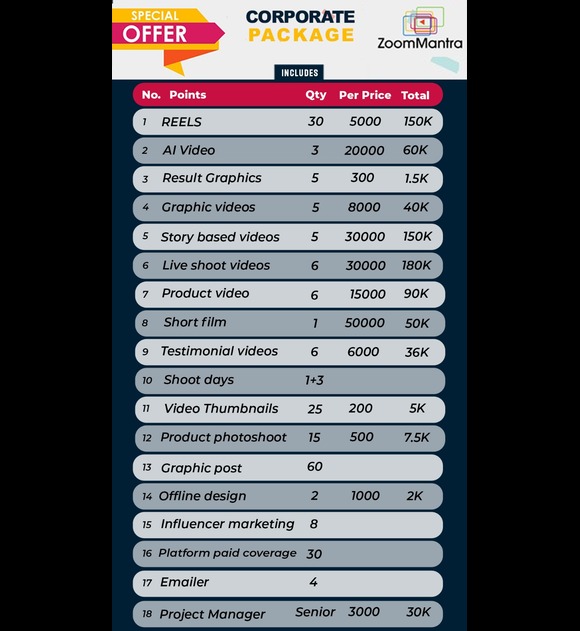 SPECIAL
OFFER
CORPORATE
PACKAGE
ZoomMantra
INCLUDES
No. Points Qty Per Price Total
1 REELS 30 5000 150K
2 AI Video 3 20000 60K
3 Result Graphics 5 300 1.5K
4 Graphic videos 5 8000 40K
5 Story based videos 5 30000 150K
6 Live shoot videos 6 30000 180K
7 Product video 6 15000 90K
8 Short film 1 50000 50K
9 Testimonial videos 6 6000 36K
10 Shoot days 1+3
11 Video Thumbnails 25 200 5K
12 Product photoshoot 15 500 7.5K
13 Graphic post 60
14 Offline design 2 1000 2K
15 Influencer marketing 8
16 Platform paid coverage 30
17 Emailer 4
18 Project Manager Senior 3000 30K